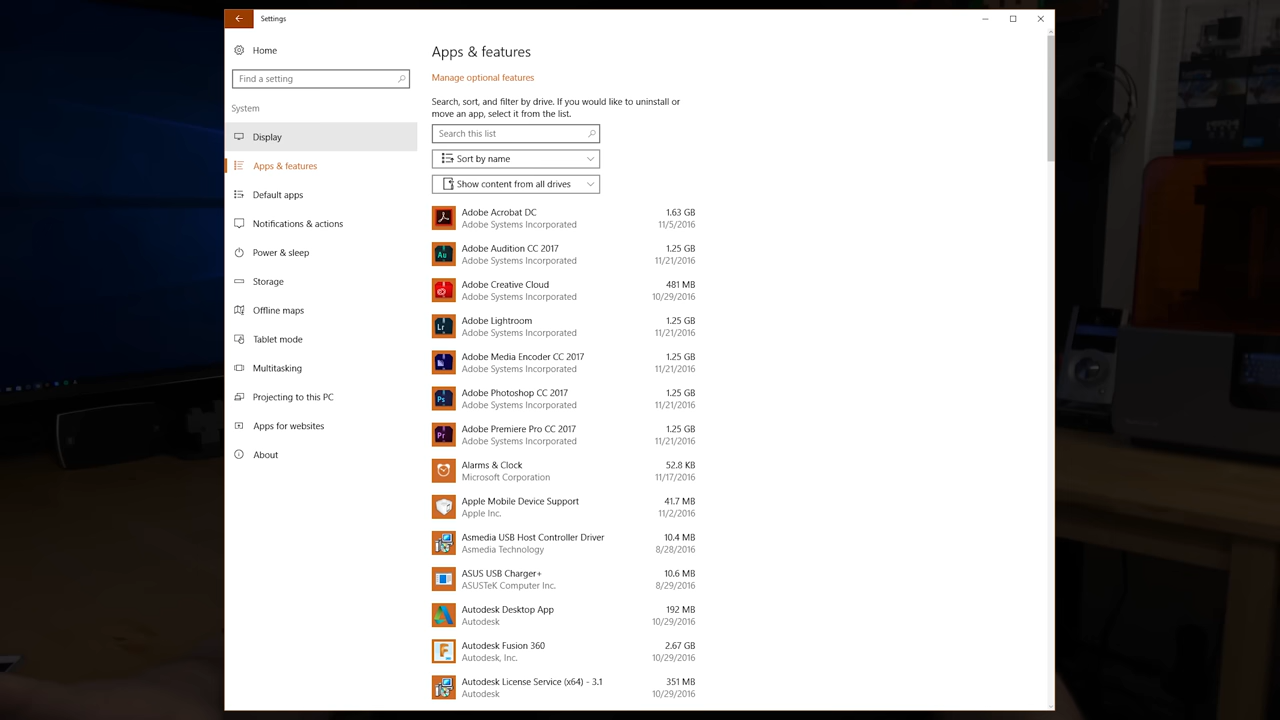 Settings
Home
Find a setting
System
Display
Apps & features
Default apps
Notifications & actions
Power & sleep
Storage
Offline maps
Tablet mode
Multitasking
Projecting to this PC
Apps for websites
About
Apps & features
Manage optional features
Search, sort, and filter by drive. If you would like to uninstall or
move an app, select it from the list.
Search this list
Sort by name
Show content from all drives
Adobe Acrobat DC 1.63 GB
Adobe Systems Incorporated 11/5/2016
Au
Adobe Audition CC 2017 1.25 GB
Adobe Systems Incorporated 11/21/2016
Adobe Creative Cloud 481 MB
Adobe Systems Incorporated 10/29/2016
Lr
Adobe Lightroom 1.25 GB
Adobe Systems Incorporated 11/21/2016
Adobe Media Encoder CC 2017 1.25 GB
Adobe Systems Incorporated 11/21/2016
Ps
Adobe Photoshop CC 2017 1.25 GB
Adobe Systems Incorporated 11/21/2016
Pr
Adobe Premiere Pro CC 2017 1.25 GB
Adobe Systems Incorporated 11/21/2016
Alarms & Clock 52.8 KB
Microsoft Corporation 11/17/2016
Apple Mobile Device Support 41.7 MB
Apple Inc. 11/2/2016
Asmedia USB Host Controller Driver 10.4 MB
Asmedia Technology 8/28/2016
ASUS USB Charger+ 10.6 MB
ASUSTeK Computer Inc. 8/29/2016
Autodesk Desktop App 192 MB
Autodesk 10/29/2016
F
Autodesk Fusion 360 2.67 GB
Autodesk, Inc. 10/29/2016
Autodesk License Service (x64) - 3.1 351 MB
Autodesk 10/29/2016